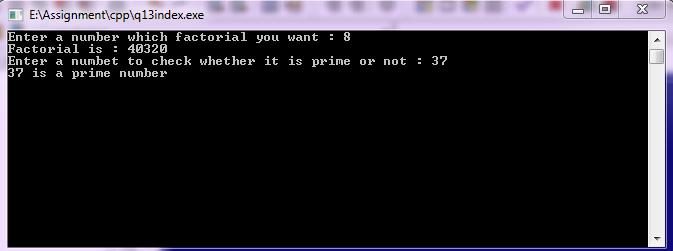 E:\Assignment\cpp\q13index.exe
Enter a number which factorial you want : 8
Factorial is : 40320
Enter a numbet to check whether it is prime or not : 37
37 is a prime number